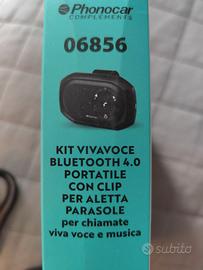 Phonocar
COMPLEMENTS
06856
KIT VIVAVOCE
BLUETOOTH 4.0
PORTATILE
CON CLIP
PER ALETTA
PARASOLE
per chiamate
viva voce e musica
subito